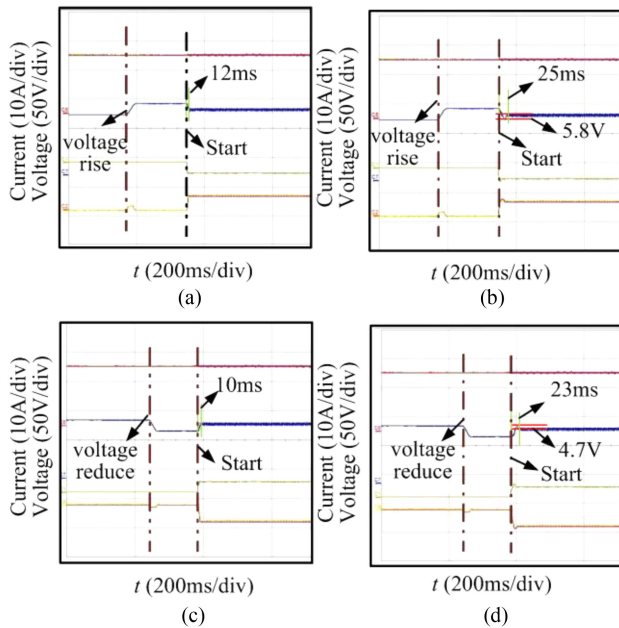 Current (10A/div)
Voltage (50V/div)
12ms
voltage
rise
Start
t (200ms/div)
(a)
Current (10A/div)
Voltage (50V/div)
25ms
5.8V
voltage
rise
Start
t (200ms/div)
(b)
Current (10A/div)
Voltage (50V/div)
10ms
voltage
reduce
Start
t (200ms/div)
(c)
Current (10A/div)
Voltage (50V/div)
23ms
4.7V
voltage
reduce
Start
t (200ms/div)
(d)